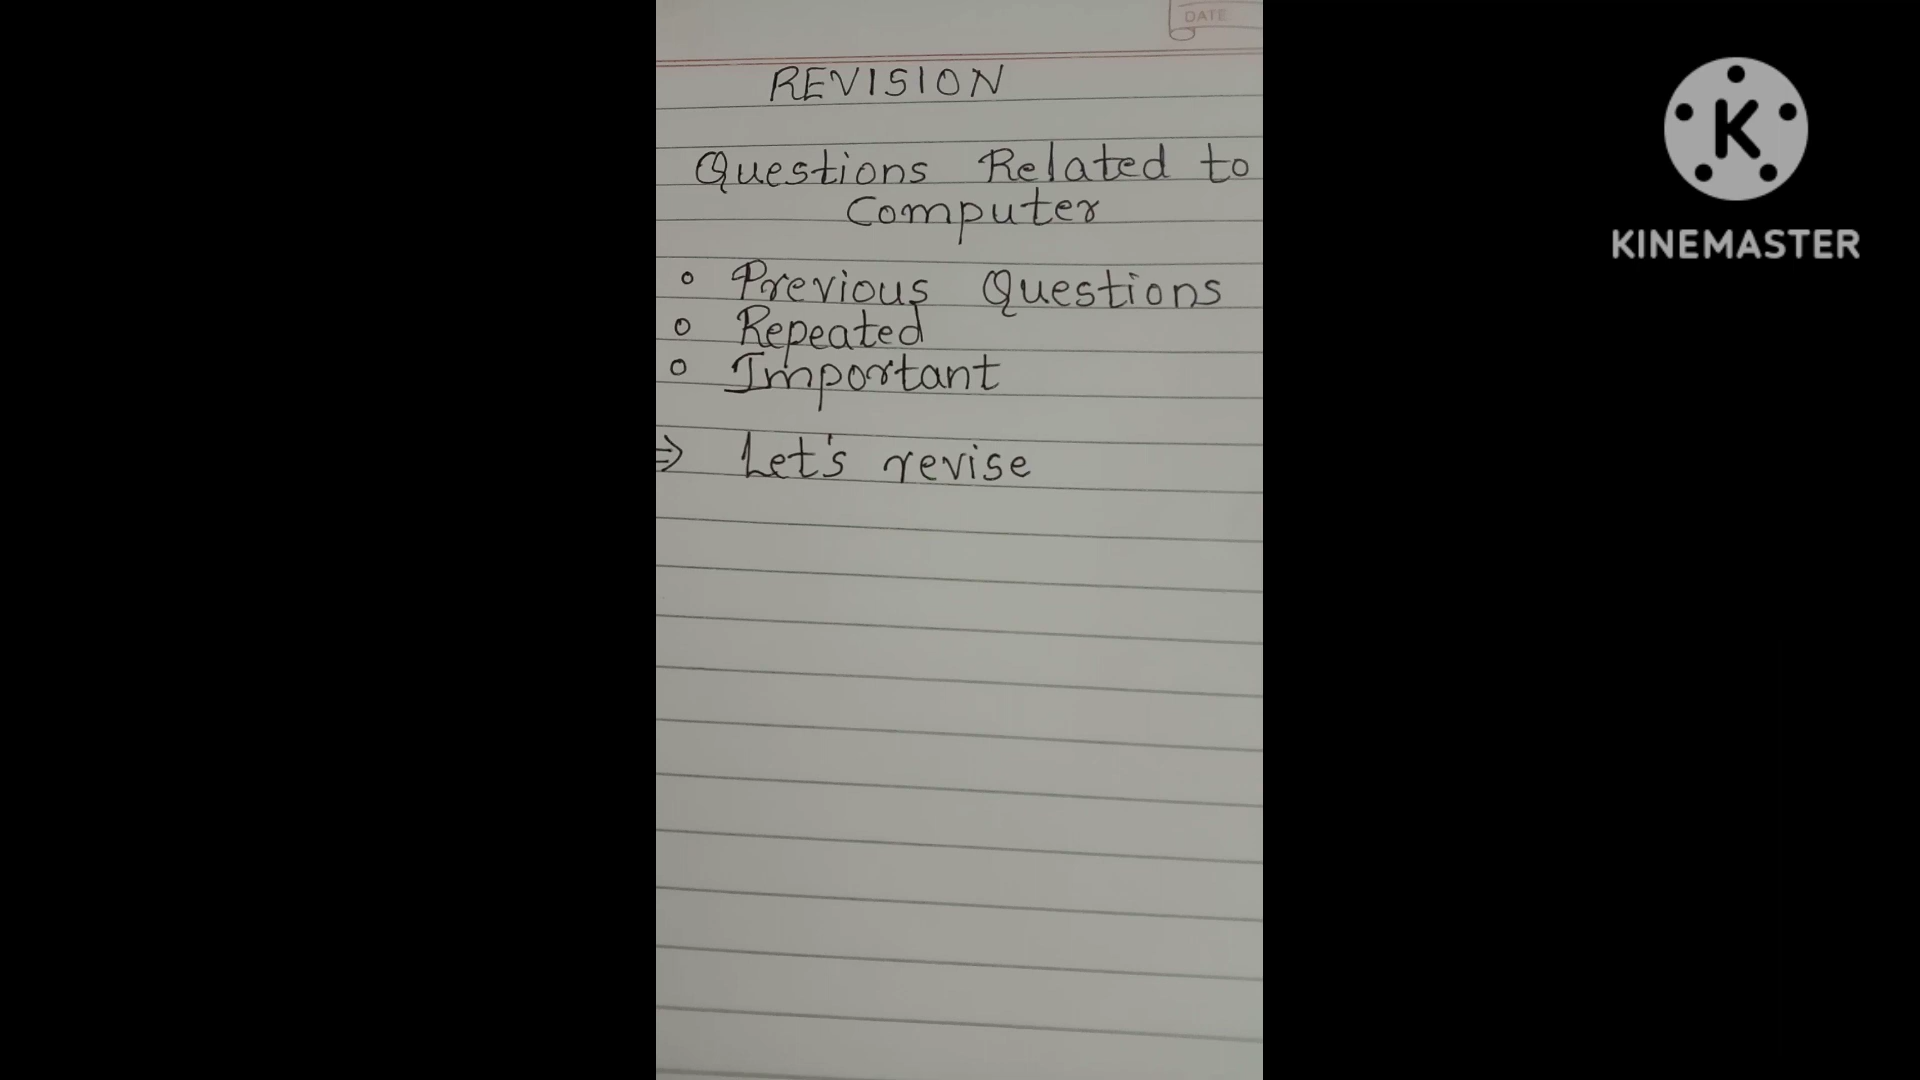 DATE
REVISION
Questions Related to
Computer
• Previous Questions
• Repeated
• Important
⇒ Let's revise
K
KINEMASTER